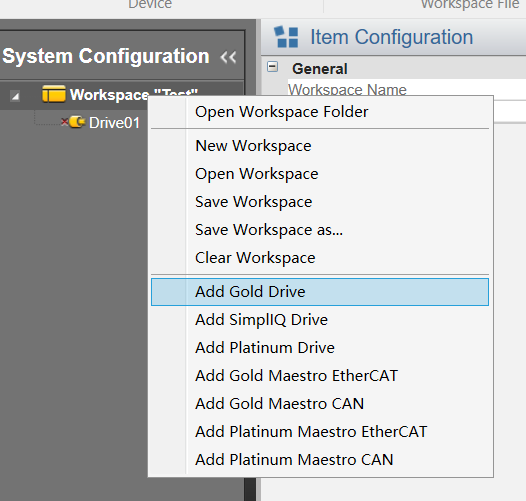 Device
Workspace File
System Configuration
Item Configuration
General
Workspace "Test"
Workspace Name
Drive01
Open Workspace Folder
New Workspace
Open Workspace
Save Workspace
Save Workspace as...
Clear Workspace
Add Gold Drive
Add SimplIQ Drive
Add Platinum Drive
Add Gold Maestro EtherCAT
Add Gold Maestro CAN
Add Platinum Maestro EtherCAT
Add Platinum Maestro CAN